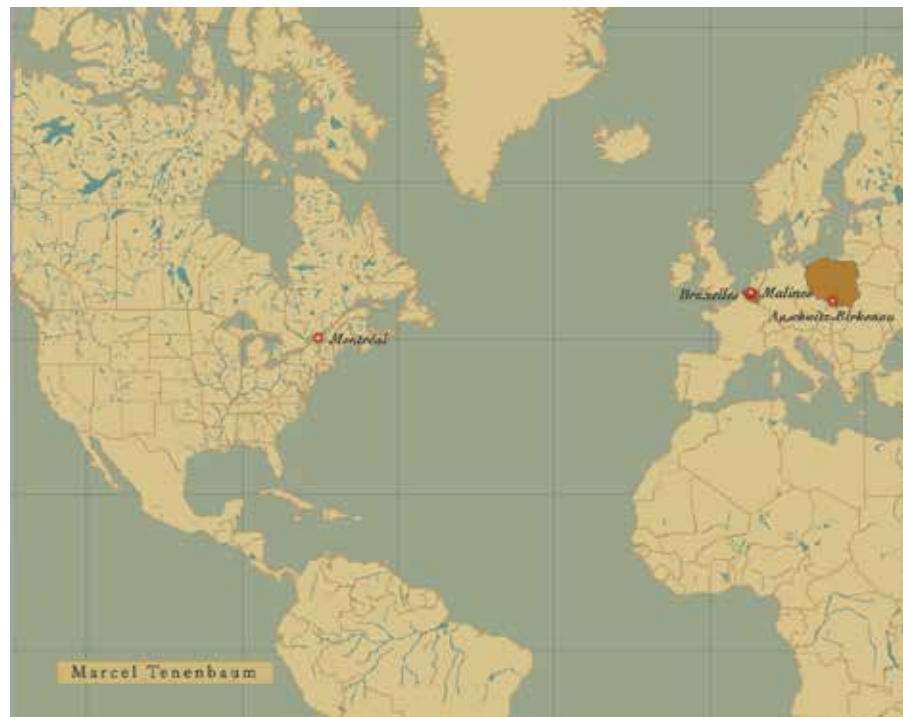 Bruxelles
Malines
Auschwitz-Birkenau
Montréal
Marcel Tenenbaum